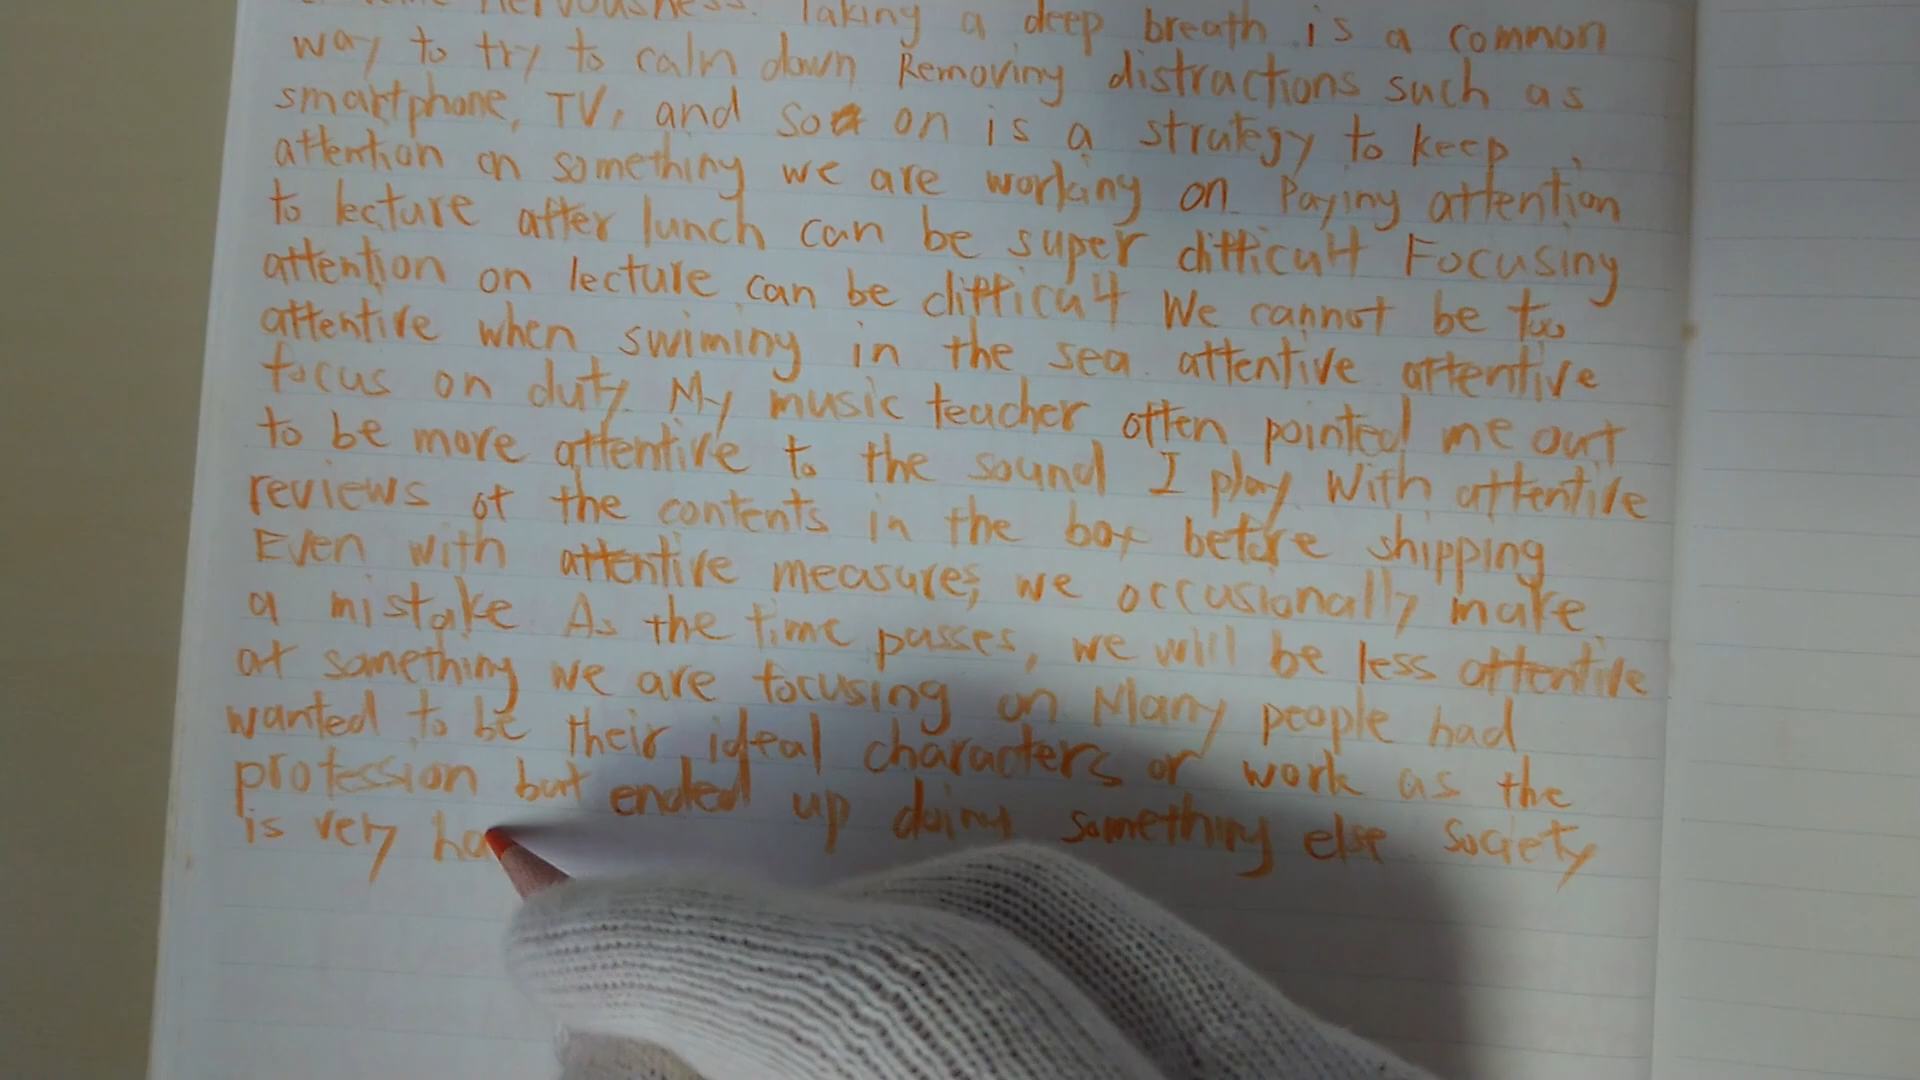 nervousness. Taking a deep breath is a common
way to try to calm down Removing distractions such as
smartphone, TV, and so on is a strategy to keep
attention on something we are working on. Paying attention
to lecture after lunch can be super difficult Focusing
attention on lecture can be difficult We cannot be too
attentive when swiming in the sea. attentive attentive
focus on duty. My music teacher often pointed me out
to be more attentive to the sound I play With attentive
reviews of the contents in the box before shipping
Even with attentive measures, we occasionally make
a mistake As the time passes, we will be less attentive
at something we are focusing on Many people had
wanted to be their ideal characters or work as the
profession but ended up doing something else Society
is very ha